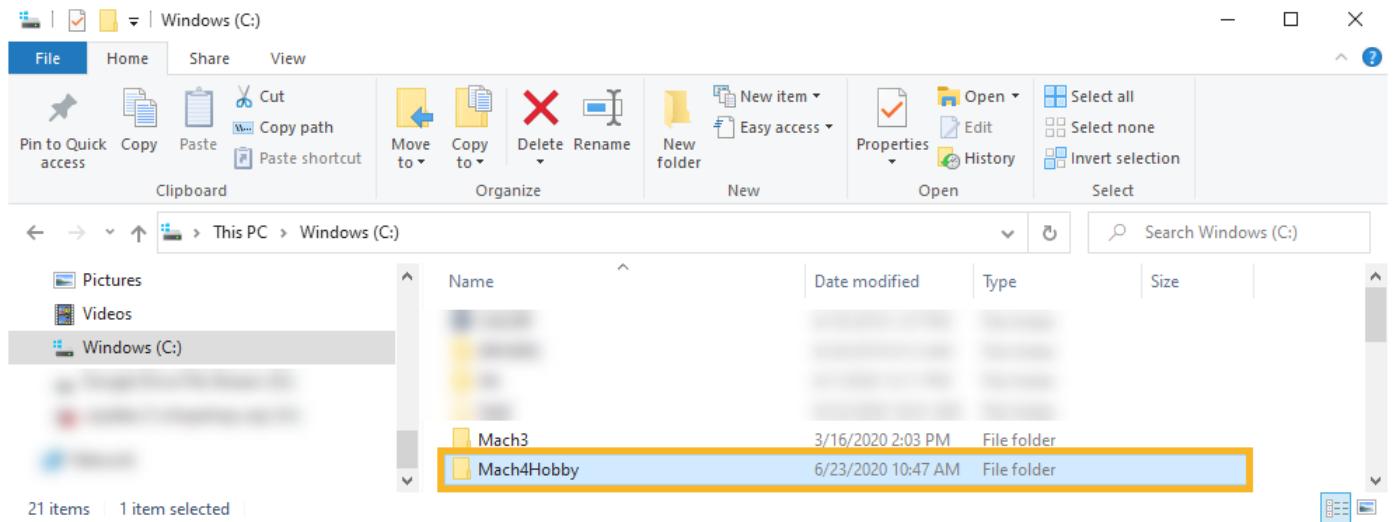 Windows (C:)
File Home Share View
Pin to Quick access
Copy
Paste
Cut
Copy path
Paste shortcut
Move to
Copy to
Delete
Rename
New folder
New item
Easy access
Properties
Open
Edit
History
Select all
Select none
Invert selection
Clipboard Organize New Open Select
This PC > Windows (C:)
Search Windows (C:)
Pictures
Videos
Windows (C:)
Name Date modified Type Size
Mach3 3/16/2020 2:03 PM File folder
Mach4Hobby 6/23/2020 10:47 AM File folder
21 items 1 item selected